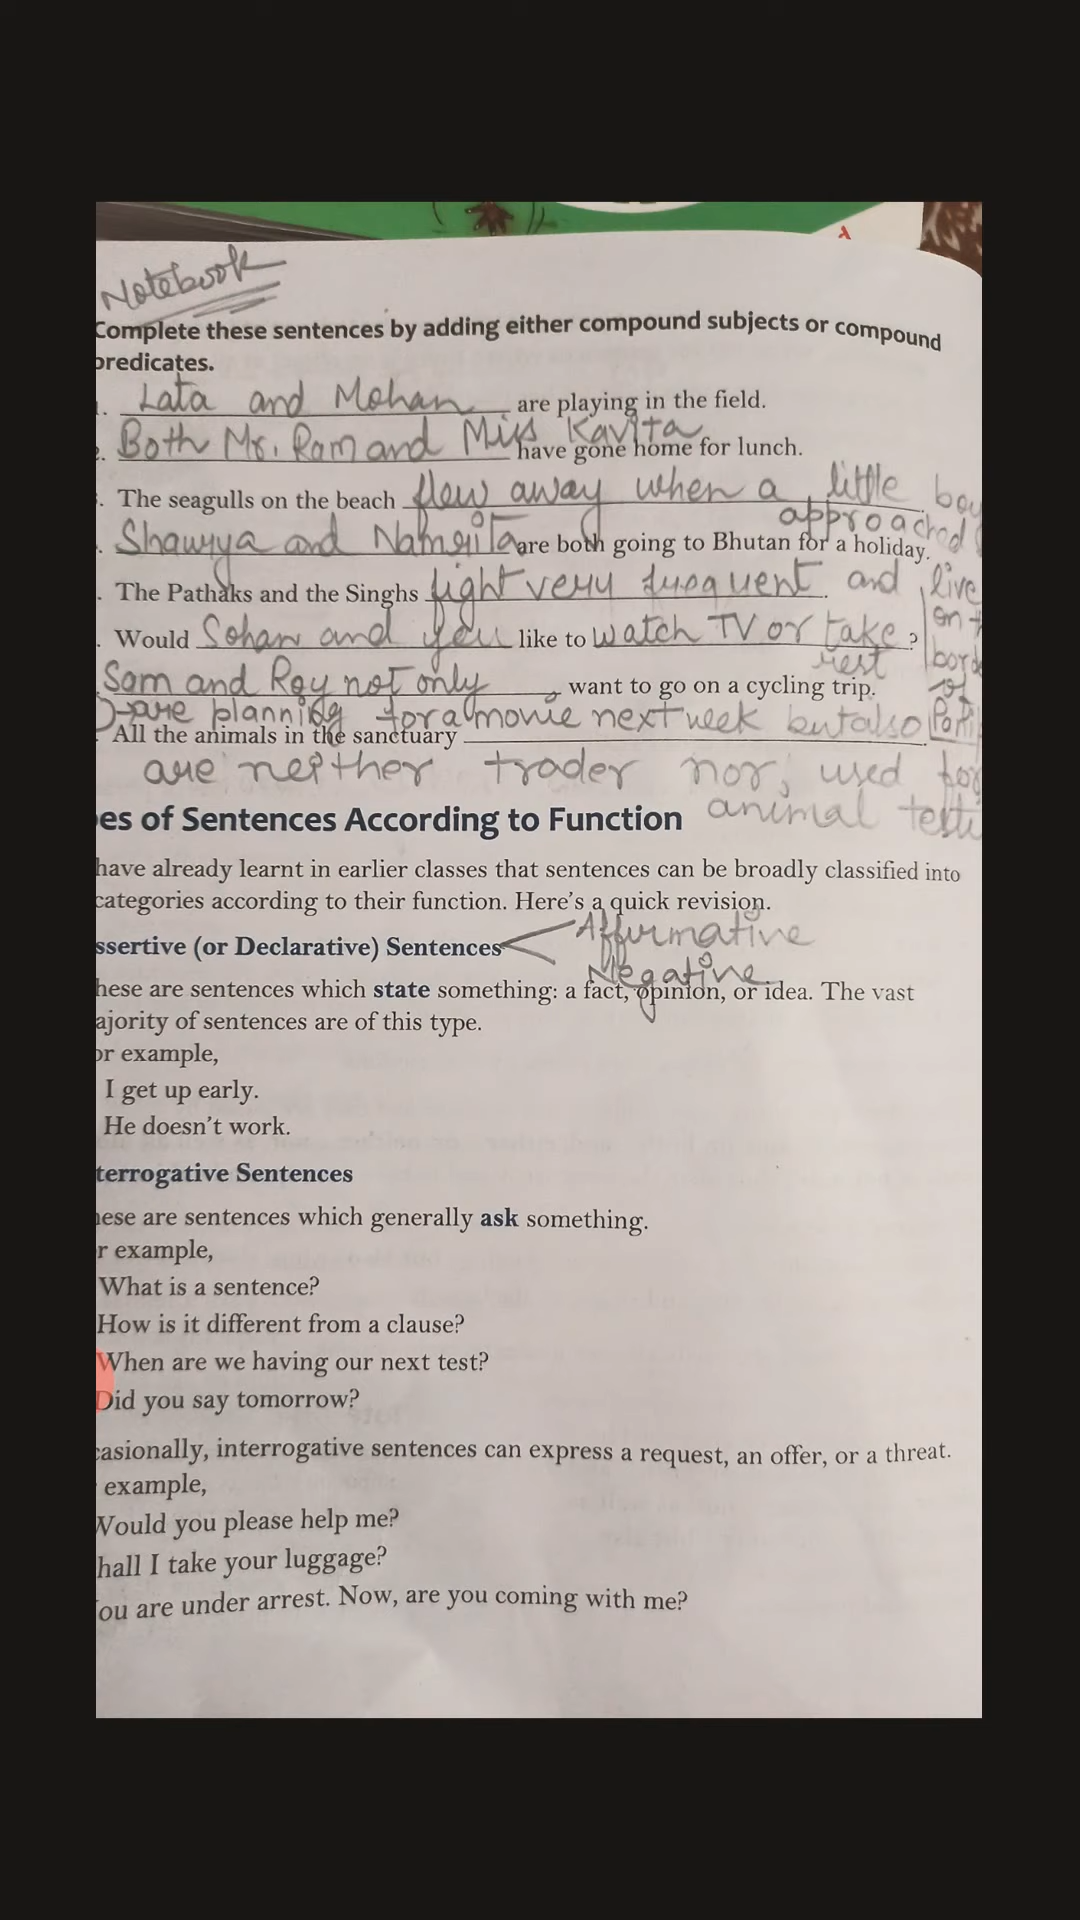 Notebook
Complete these sentences by adding either compound subjects or compound
predicates.
Lata and Mohan are playing in the field.
Both Mr. Ram and Miss Kavita have gone home for lunch.
The seagulls on the beach flew away when a little boy
approached
Shaurya and Namrita are both going to Bhutan for a holiday.
The Pathaks and the Singhs fight very frequent and live
on
Would Sohan and you like to watch TV or take ?
rest
Sam and Roy not only want to go on a cycling trip.
are planning for a movie next week but also
All the animals in the sanctuary
are neither trader nor, used for
animal
es of Sentences According to Function
have already learnt in earlier classes that sentences can be broadly classified into
categories according to their function. Here's a quick revision.
Affirmative
ssertive (or Declarative) Sentences
Negative
hese are sentences which state something: a fact, opinion, or idea. The vast
ajority of sentences are of this type.
or example,
I get up early.
He doesn't work.
terrogative Sentences
nese are sentences which generally ask something.
r example,
What is a sentence?
How is it different from a clause?
When are we having our next test?
Did you say tomorrow?
casionally, interrogative sentences can express a request, an offer, or a threat.
example,
Would you please help me?
hall I take your luggage?
ou are under arrest. Now, are you coming with me?